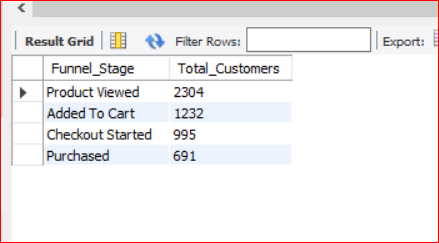 Result Grid Filter Rows: Export:
Funnel_Stage Total_Customers
Product Viewed 2304
Added To Cart 1232
Checkout Started 995
Purchased 691